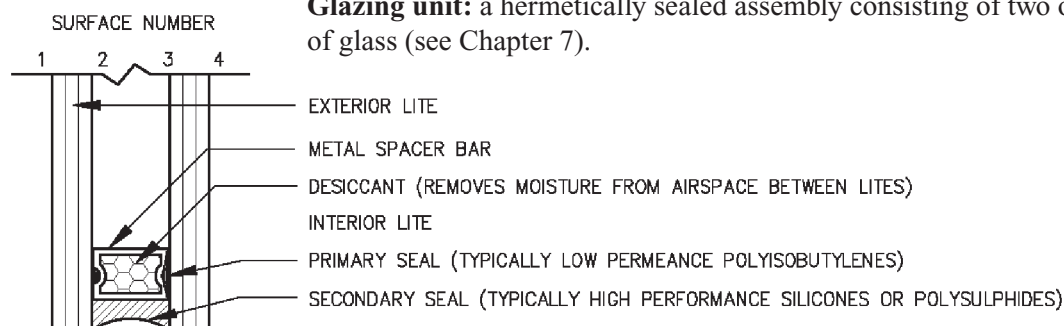 SURFACE NUMBER
Glazing unit: a hermetically sealed assembly consisting of two
of glass (see Chapter 7).
1 2 3 4
EXTERIOR LITE
METAL SPACER BAR
DESICCANT (REMOVES MOISTURE FROM AIRSPACE BETWEEN LITES)
INTERIOR LITE
PRIMARY SEAL (TYPICALLY LOW PERMEANCE POLYISOBUTYLENES)
SECONDARY SEAL (TYPICALLY HIGH PERFORMANCE SILICONES OR POLYSULPHIDES)